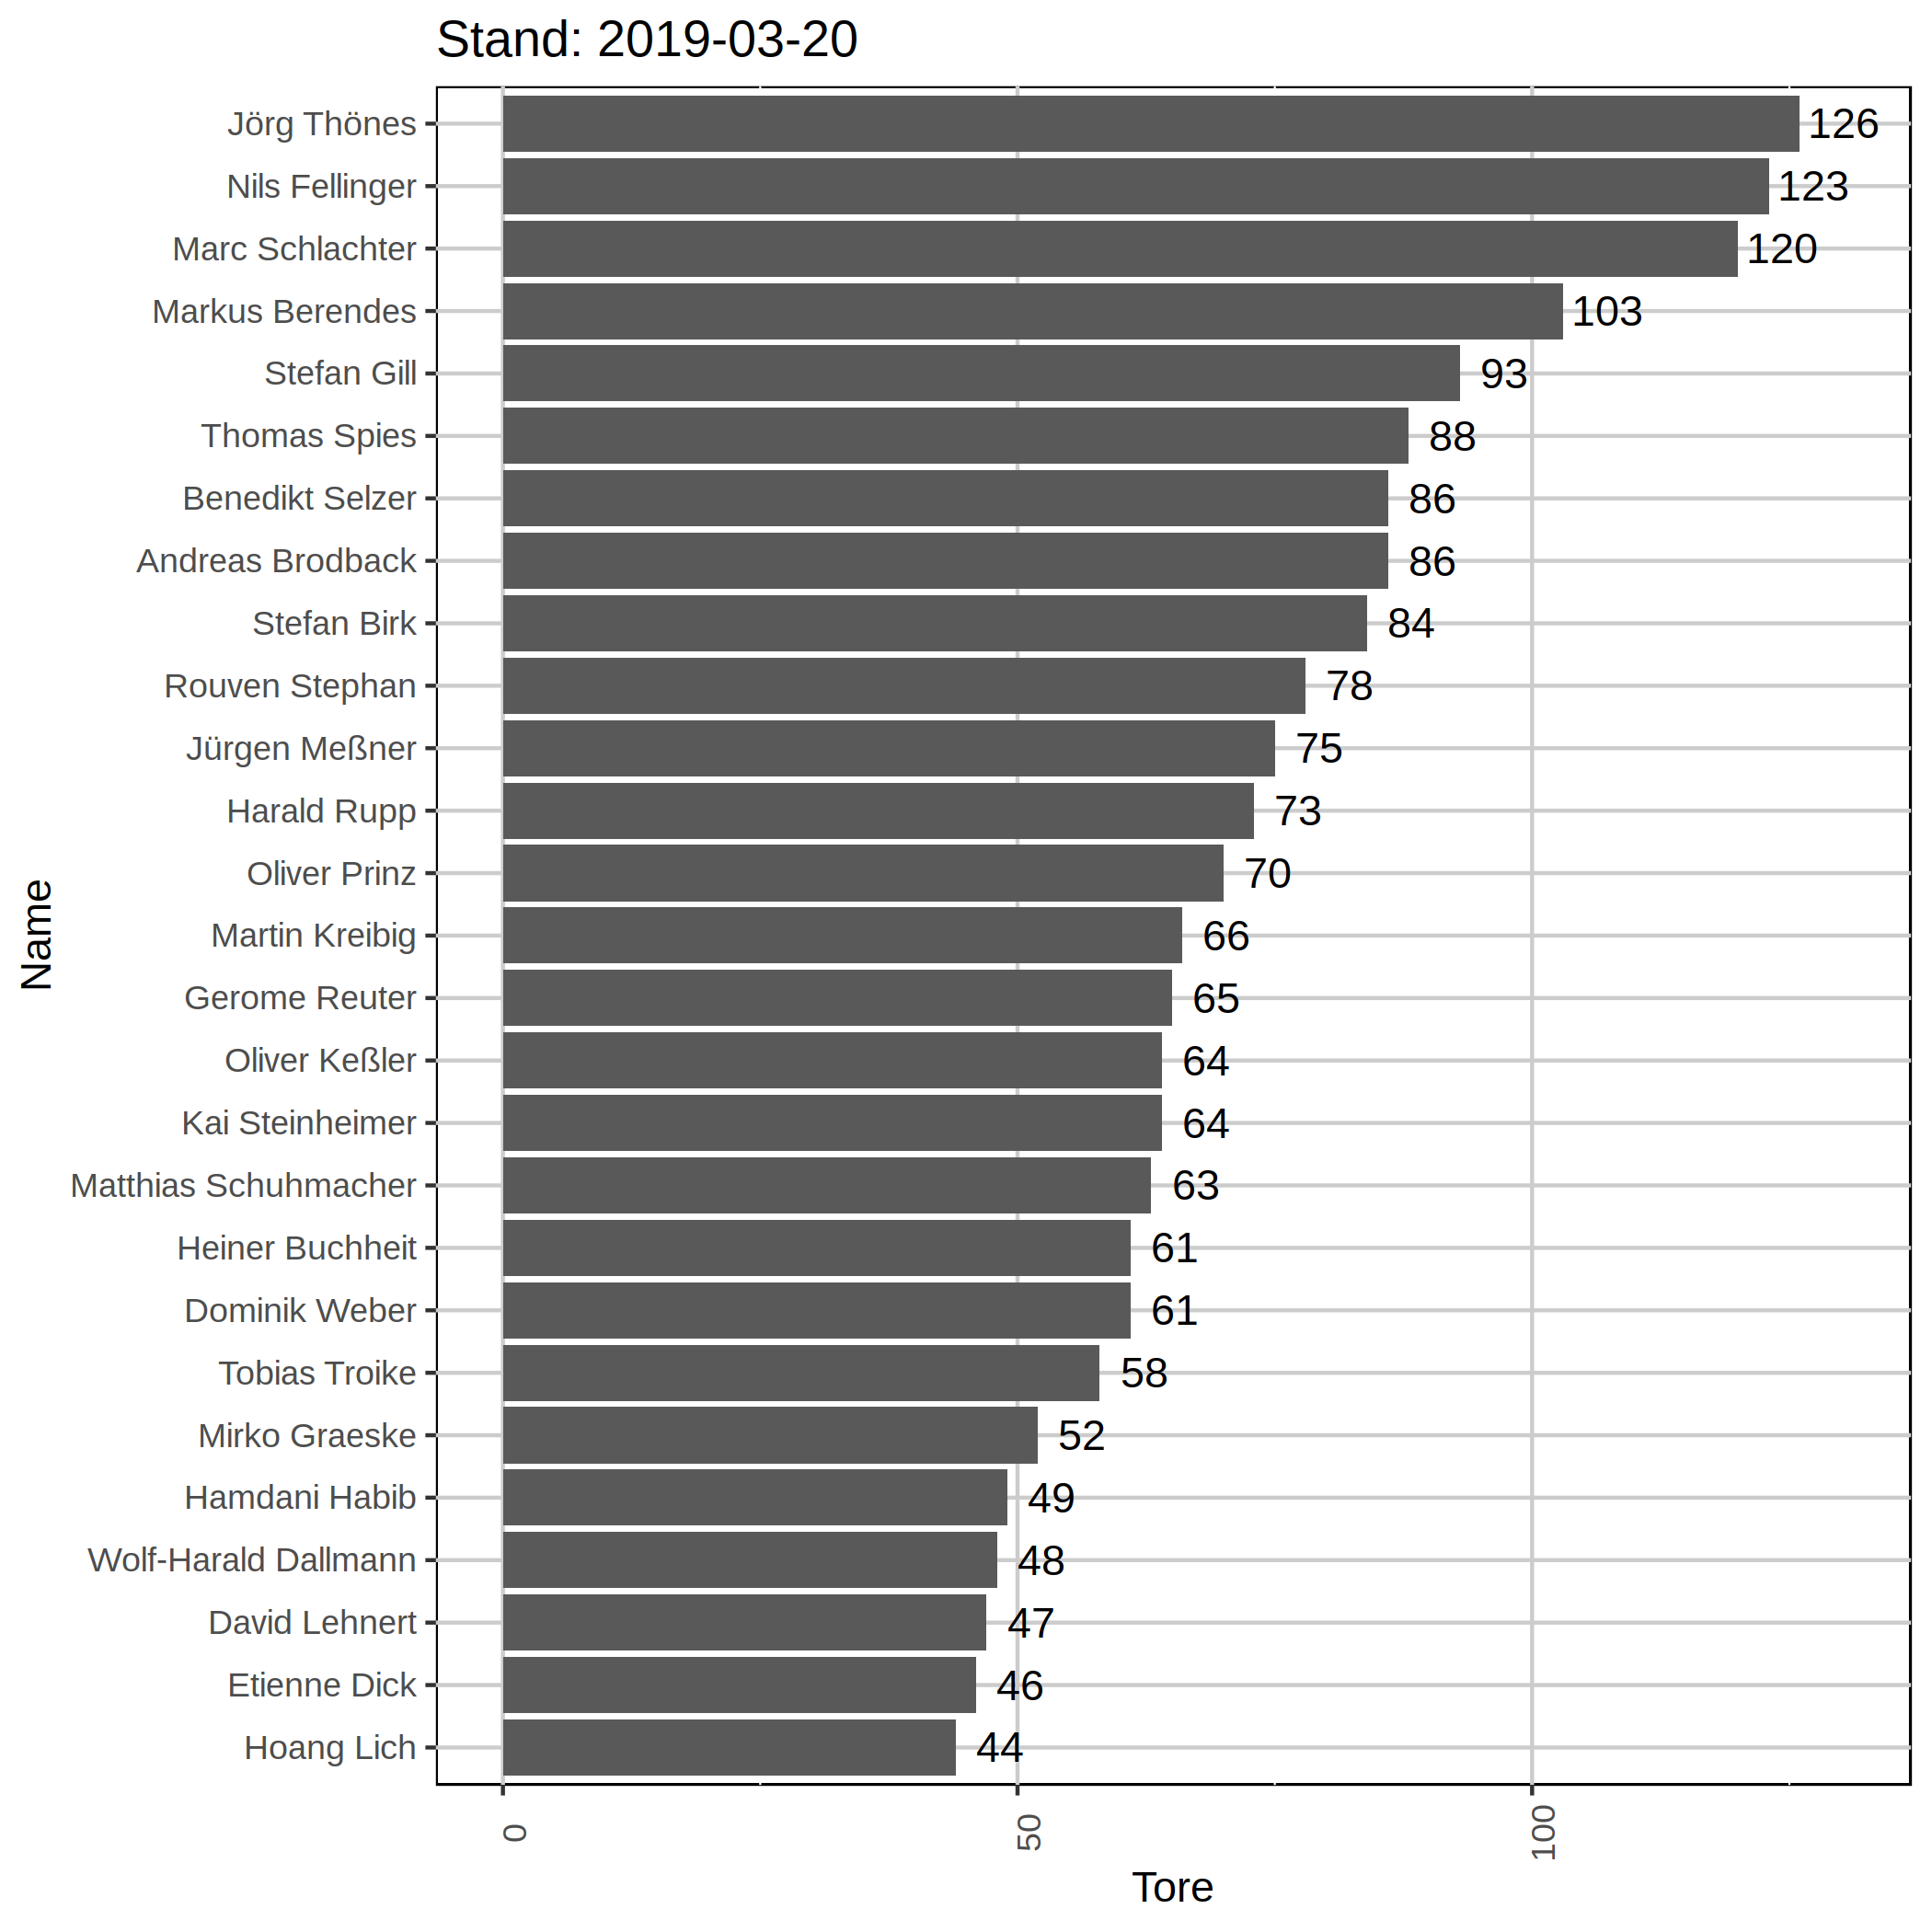 Stand: 2019-03-20
Jörg Thönes 126
Nils Fellinger 123
Marc Schlachter 120
Markus Berendes 103
Stefan Gill 93
Thomas Spies 88
Benedikt Selzer 86
Andreas Brodback 86
Stefan Birk 84
Rouven Stephan 78
Jürgen Meßner 75
Harald Rupp 73
Oliver Prinz 70
Martin Kreibig 66
Gerome Reuter 65
Oliver Keßler 64
Kai Steinheimer 64
Matthias Schuhmacher 63
Heiner Buchheit 61
Dominik Weber 61
Tobias Troike 58
Mirko Graeske 52
Hamdani Habib 49
Wolf-Harald Dallmann 48
David Lehnert 47
Etienne Dick 46
Hoang Lich 44
Name
0 50 100
Tore